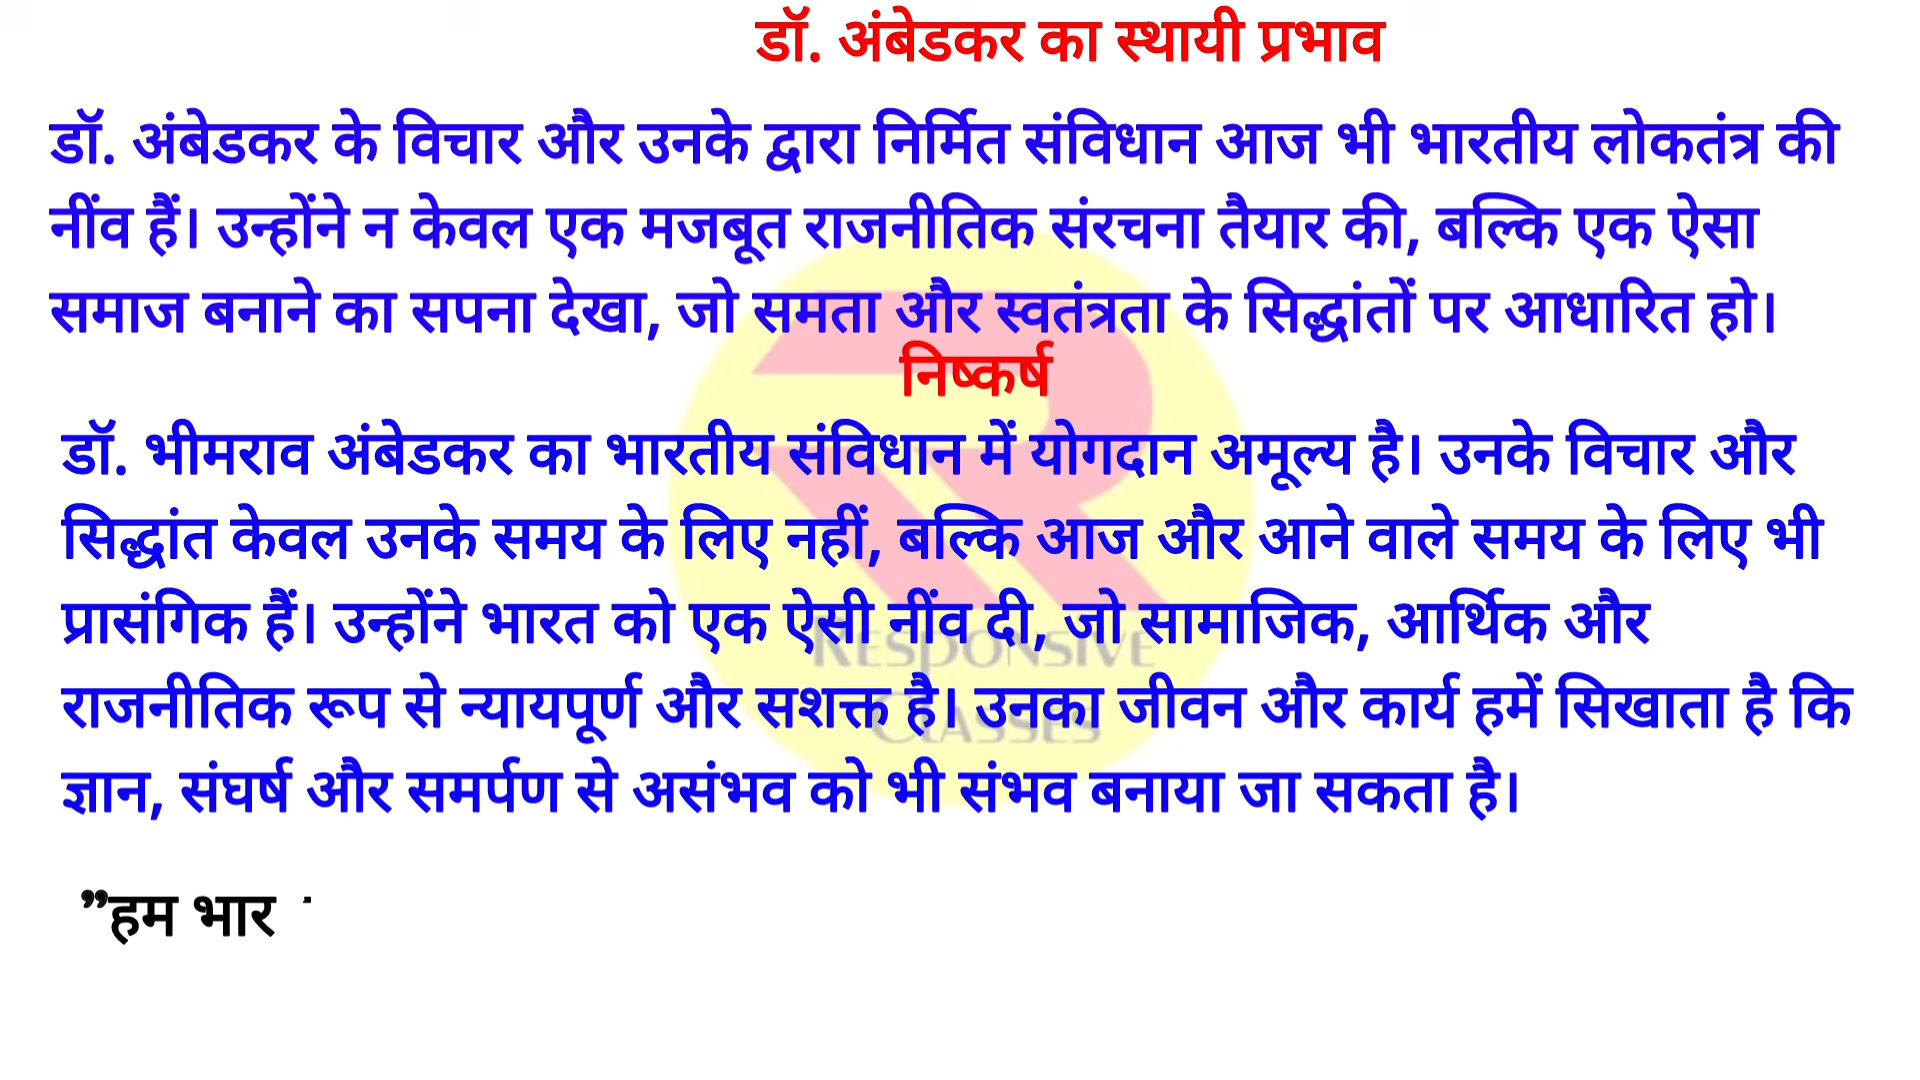 डॉ. अंबेडकर का स्थायी प्रभाव
डॉ. अंबेडकर के विचार और उनके द्वारा निर्मित संविधान आज भी भारतीय लोकतंत्र की
नींव हैं। उन्होंने न केवल एक मजबूत राजनीतिक संरचना तैयार की, बल्कि एक ऐसा
समाज बनाने का सपना देखा, जो समता और स्वतंत्रता के सिद्धांतों पर आधारित हो।
निष्कर्ष
डॉ. भीमराव अंबेडकर का भारतीय संविधान में योगदान अमूल्य है। उनके विचार और
सिद्धांत केवल उनके समय के लिए नहीं, बल्कि आज और आने वाले समय के लिए भी
प्रासंगिक हैं। उन्होंने भारत को एक ऐसी नींव दी, जो सामाजिक, आर्थिक और
राजनीतिक रूप से न्यायपूर्ण और सशक्त है। उनका जीवन और कार्य हमें सिखाता है कि
ज्ञान, संघर्ष और समर्पण से असंभव को भी संभव बनाया जा सकता है।
RESPONSIVE
CLASSES
”हम भार